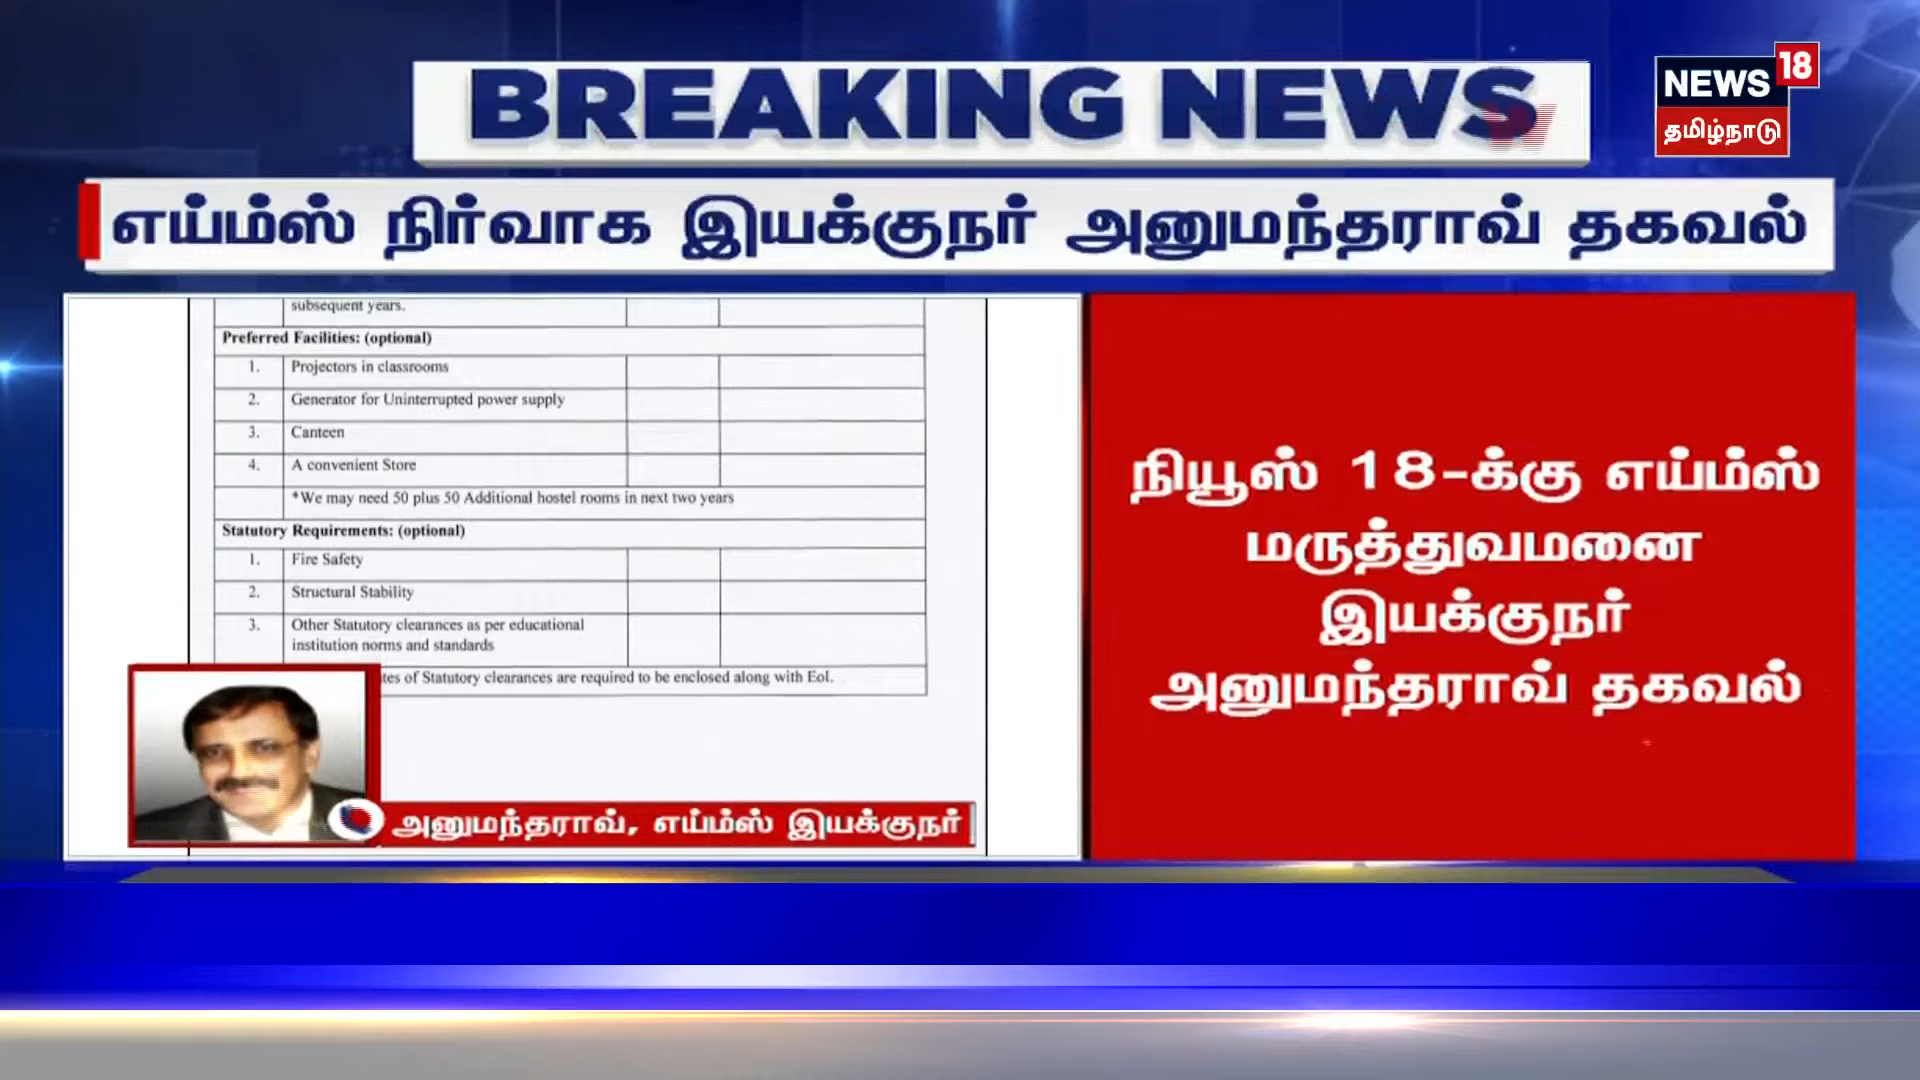 BREAKING NEWS
NEWS 18
தமிழ்நாடு
எய்ம்ஸ் நிர்வாக இயக்குநர் அனுமந்தராவ் தகவல்
subsequent years.
Preferred Facilities: (optional)
1. Projectors in classrooms
2. Generator for Uninterrupted power supply
3. Canteen
4. A convenient Store
*We may need 50 plus 50 Additional hostel rooms in next two years
Statutory Requirements: (optional)
1. Fire Safety
2. Structural Stability
3. Other Statutory clearances as per educational
institution norms and standards
of Statutory clearances are required to be enclosed along with EoI.
அனுமந்தராவ், எய்ம்ஸ் இயக்குநர்
நியூஸ் 18-க்கு எய்ம்ஸ்
மருத்துவமனை
இயக்குநர்
அனுமந்தராவ் தகவல்